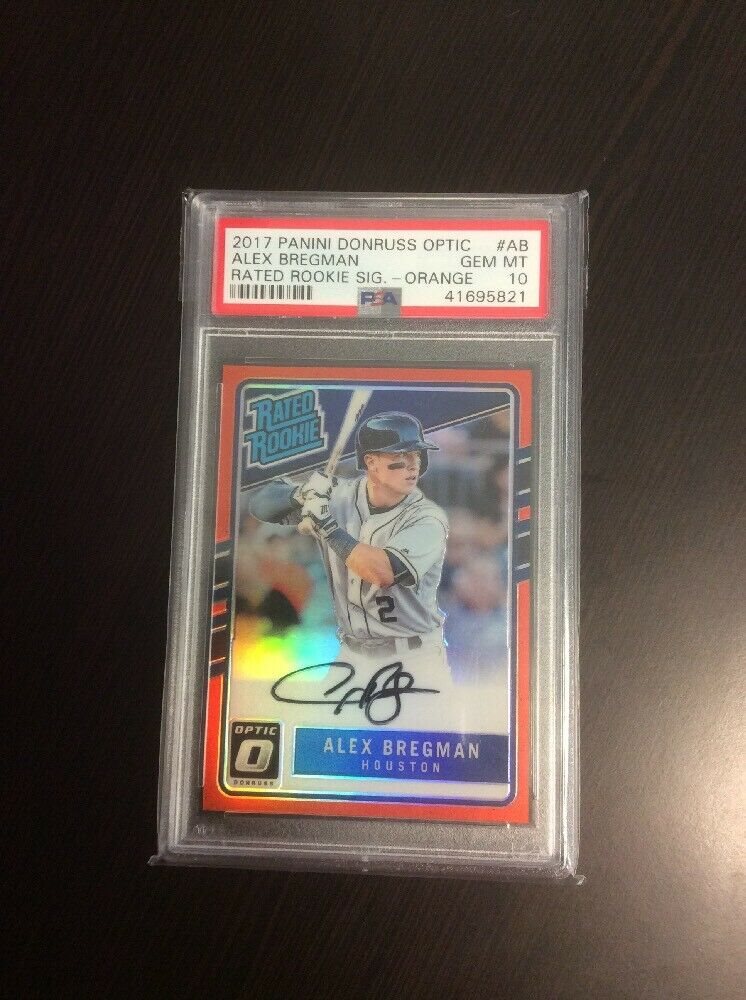 2017 PANINI DONRUSS OPTIC #AB
ALEX BREGMAN GEM MT
RATED ROOKIE SIG. - ORANGE 10
PSA 41695821
RATED
ROOKIE
2
OPTIC
DONRUSS
ALEX BREGMAN
HOUSTON